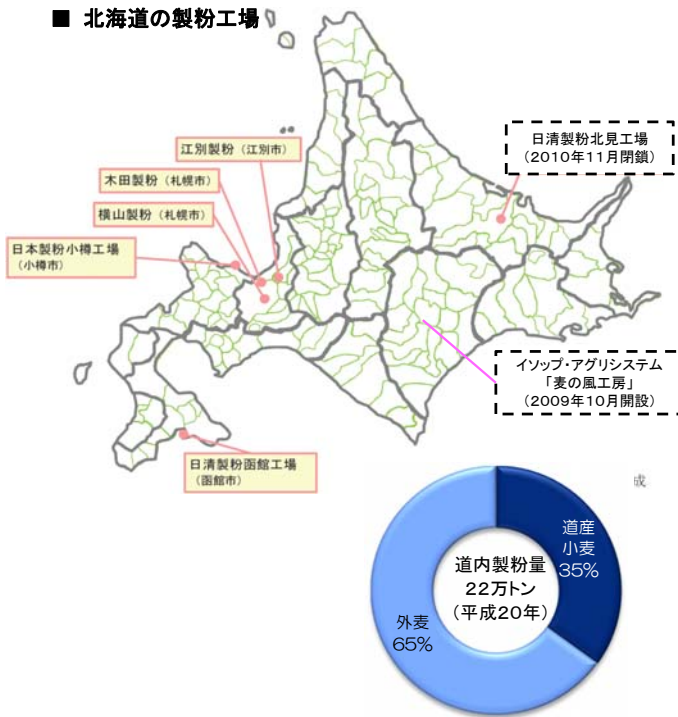 ■ 北海道の製粉工場
江別製粉（江別市）
木田製粉（札幌市）
横山製粉（札幌市）
日本製粉小樽工場
（小樽市）
日清製粉北見工場
（2010年11月閉鎖）
イソップ・アグリシステム
「麦の風工房」
（2009年10月開設）
日清製粉函館工場
（函館市）
成
道産
小麦
35%
道内製粉量
22万トン
（平成20年）
外麦
65%